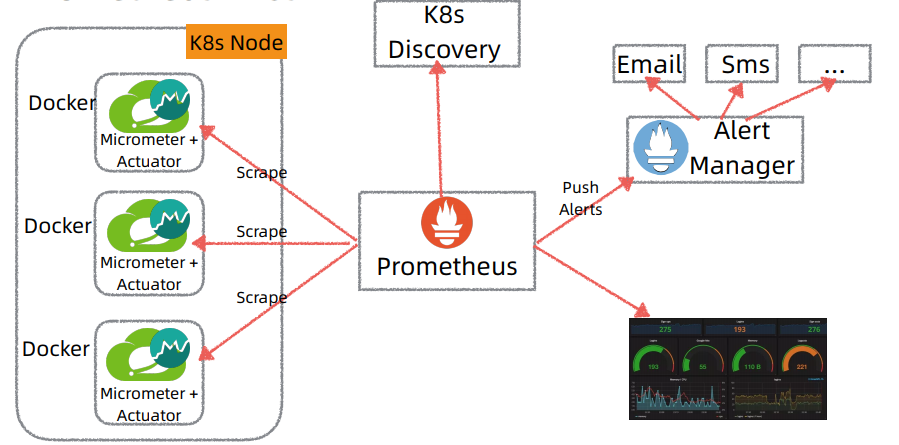 K8s Node
Docker
Micrometer +
Actuator
Docker
Micrometer +
Actuator
Docker
Micrometer +
Actuator
Scrape
Scrape
Scrape
K8s
Discovery
Prometheus
Push
Alerts
Email
Sms
...
Alert
Manager
275
193
276
193
55
110 B
221